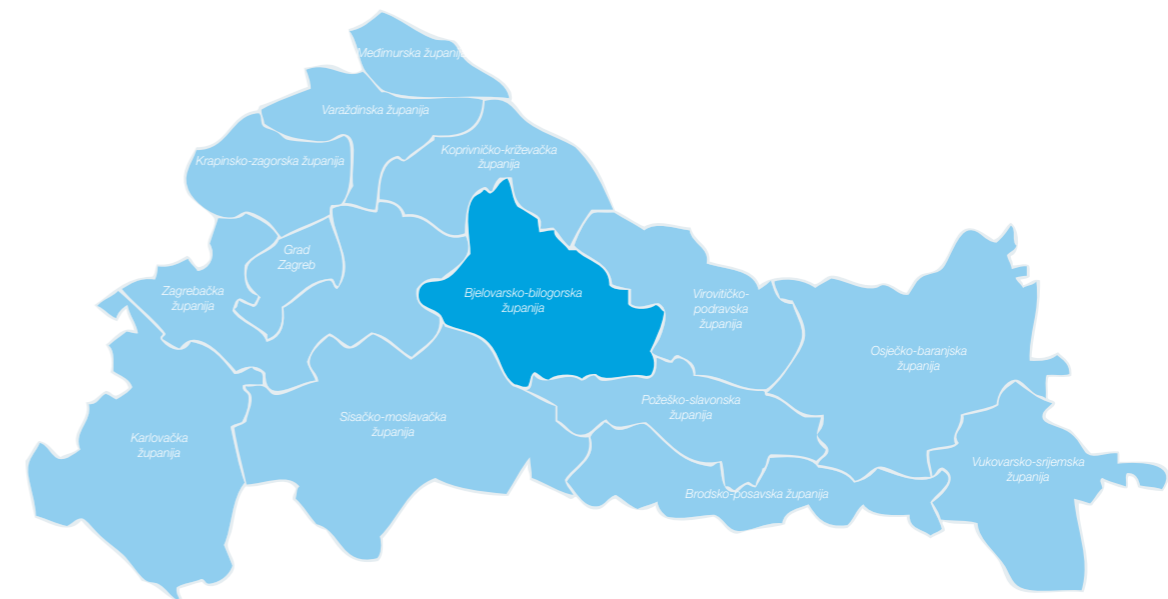 Međimurska županija
Varaždinska županija
Koprivničko-križevačka
županija
Krapinsko-zagorska županija
Grad
Zagreb
Zagrebačka
županija
Bjelovarsko-bilogorska
županija
Virovitičko-
podravska
županija
Osječko-baranjska
županija
Požeško-slavonska
županija
Sisačko-moslavačka
županija
Karlovačka
županija
Vukovarsko-srijemska
županija
Brodsko-posavska županija